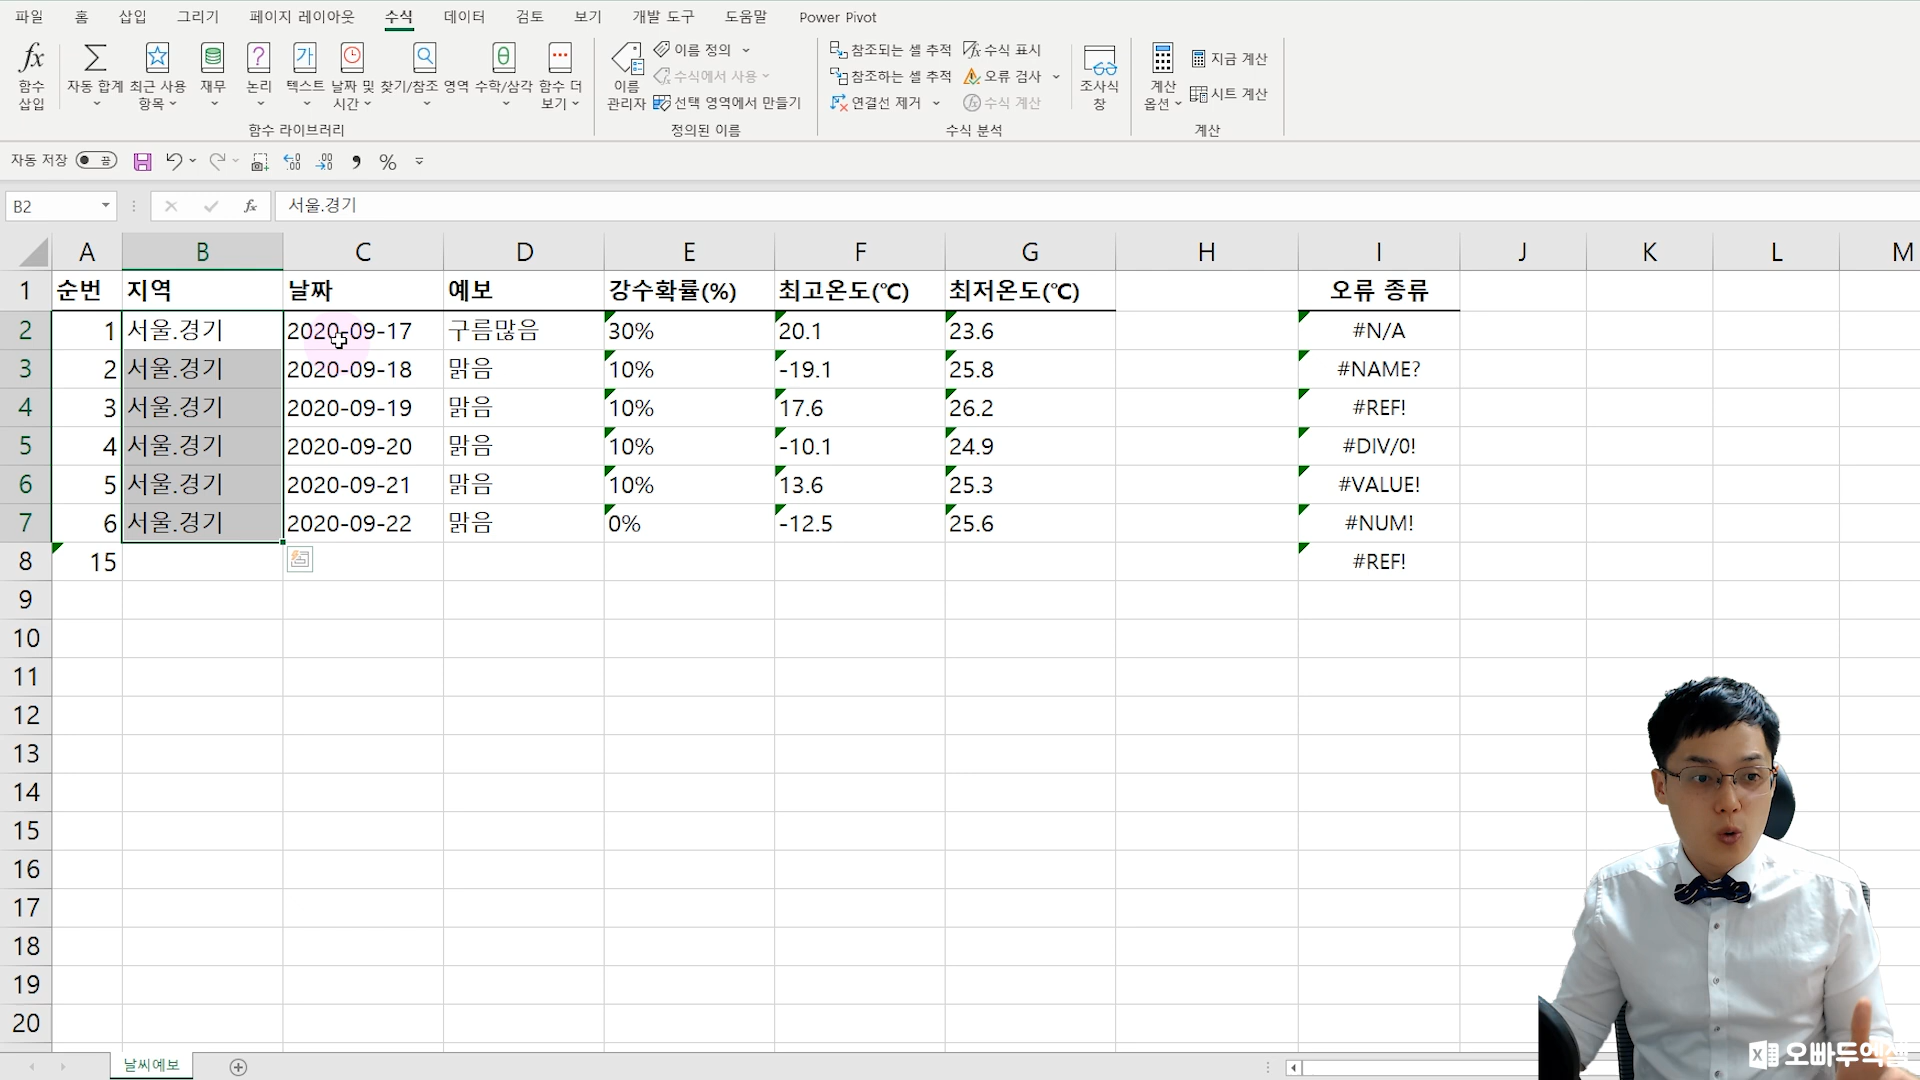 파일 홈 삽입 그리기 페이지 레이아웃 수식 데이터 검토 보기 개발 도구 도움말 Power Pivot
함수 삽입 자동 합계 최근 사용 항목 재무 논리 텍스트 날짜 및 시간 찾기/참조 영역 수학/삼각 함수 더 보기
함수 라이브러리
이름 관리자 이름 정의
수식에서 사용
선택 영역에서 만들기
정의된 이름
참조되는 셀 추적 수식 표시
참조하는 셀 추적 오류 검사
연결선 제거 수식 계산
조사식 창
수식 분석
계산 옵션 지금 계산
시트 계산
계산
자동 저장 끔
B2 fx 서울.경기
A B C D E F G H I J K L M
1 순번 지역 날짜 예보 강수확률(%) 최고온도(℃) 최저온도(℃) 오류 종류
2 1 서울.경기 2020-09-17 구름많음 30% 20.1 23.6 #N/A
3 2 서울.경기 2020-09-18 맑음 10% -19.1 25.8 #NAME?
4 3 서울.경기 2020-09-19 맑음 10% 17.6 26.2 #REF!
5 4 서울.경기 2020-09-20 맑음 10% -10.1 24.9 #DIV/0!
6 5 서울.경기 2020-09-21 맑음 10% 13.6 25.3 #VALUE!
7 6 서울.경기 2020-09-22 맑음 0% -12.5 25.6 #NUM!
8 15 #REF!
9
10
11
12
13
14
15
16
17
18
19
20
날씨예보
오빠두엑셀